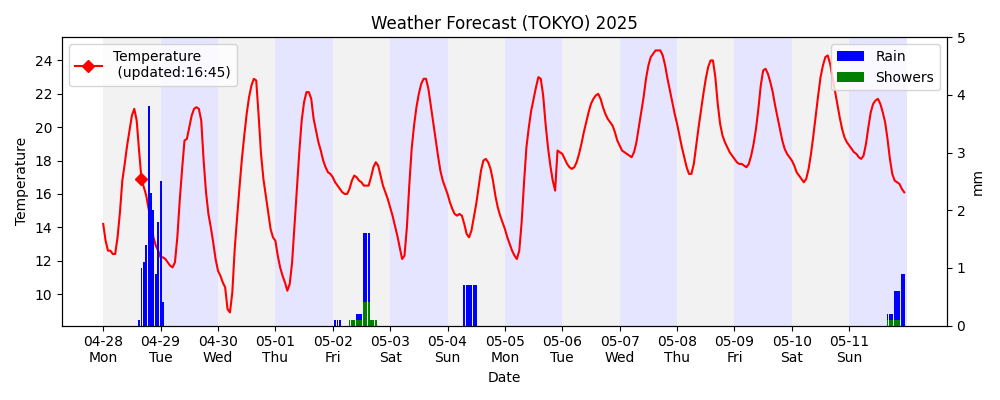 Weather Forecast (TOKYO) 2025
Temperature
(updated:16:45)
Rain
Showers
Temperature
24
22
20
18
16
14
12
10
5
4
3
2
1
0
mm
04-28 04-29 04-30 05-01 05-02 05-03 05-04 05-05 05-06 05-07 05-08 05-09 05-10 05-11
Mon Tue Wed Thu Fri Sat Sun Mon Tue Wed Thu Fri Sat Sun
Date